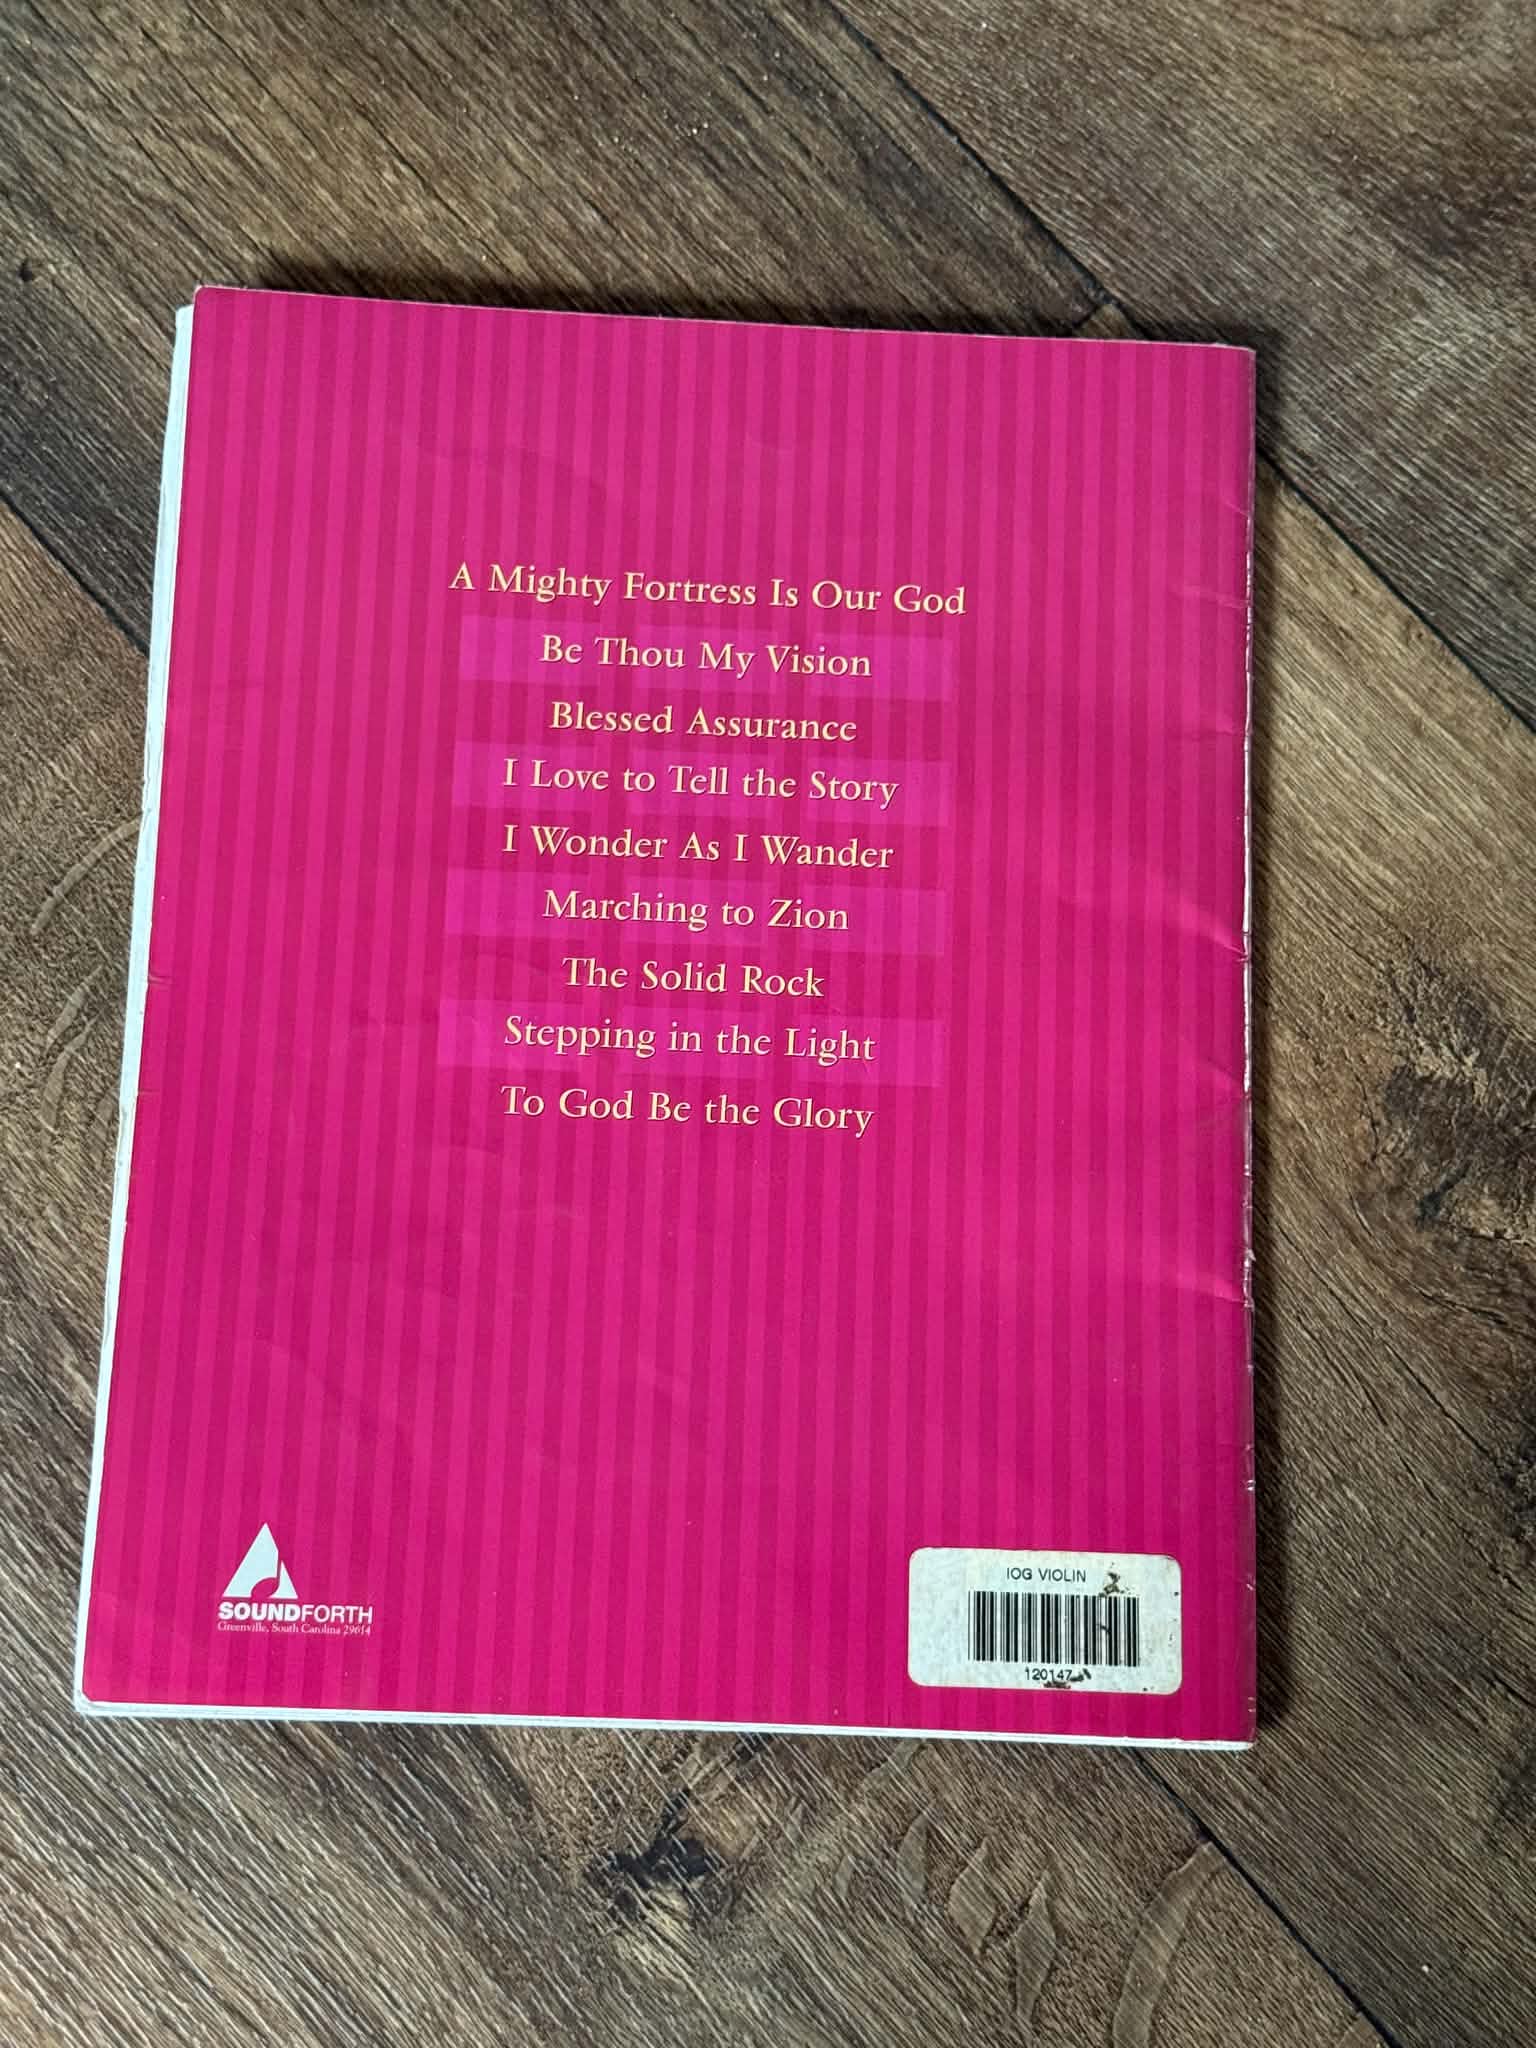 A Mighty Fortress Is Our God
Be Thou My Vision
Blessed Assurance
I Love to Tell the Story
I Wonder As I Wander
Marching to Zion
The Solid Rock
Stepping in the Light
To God Be the Glory
SOUNDFORTH
Greenville, South Carolina 29614
IOG VIOLIN
120147